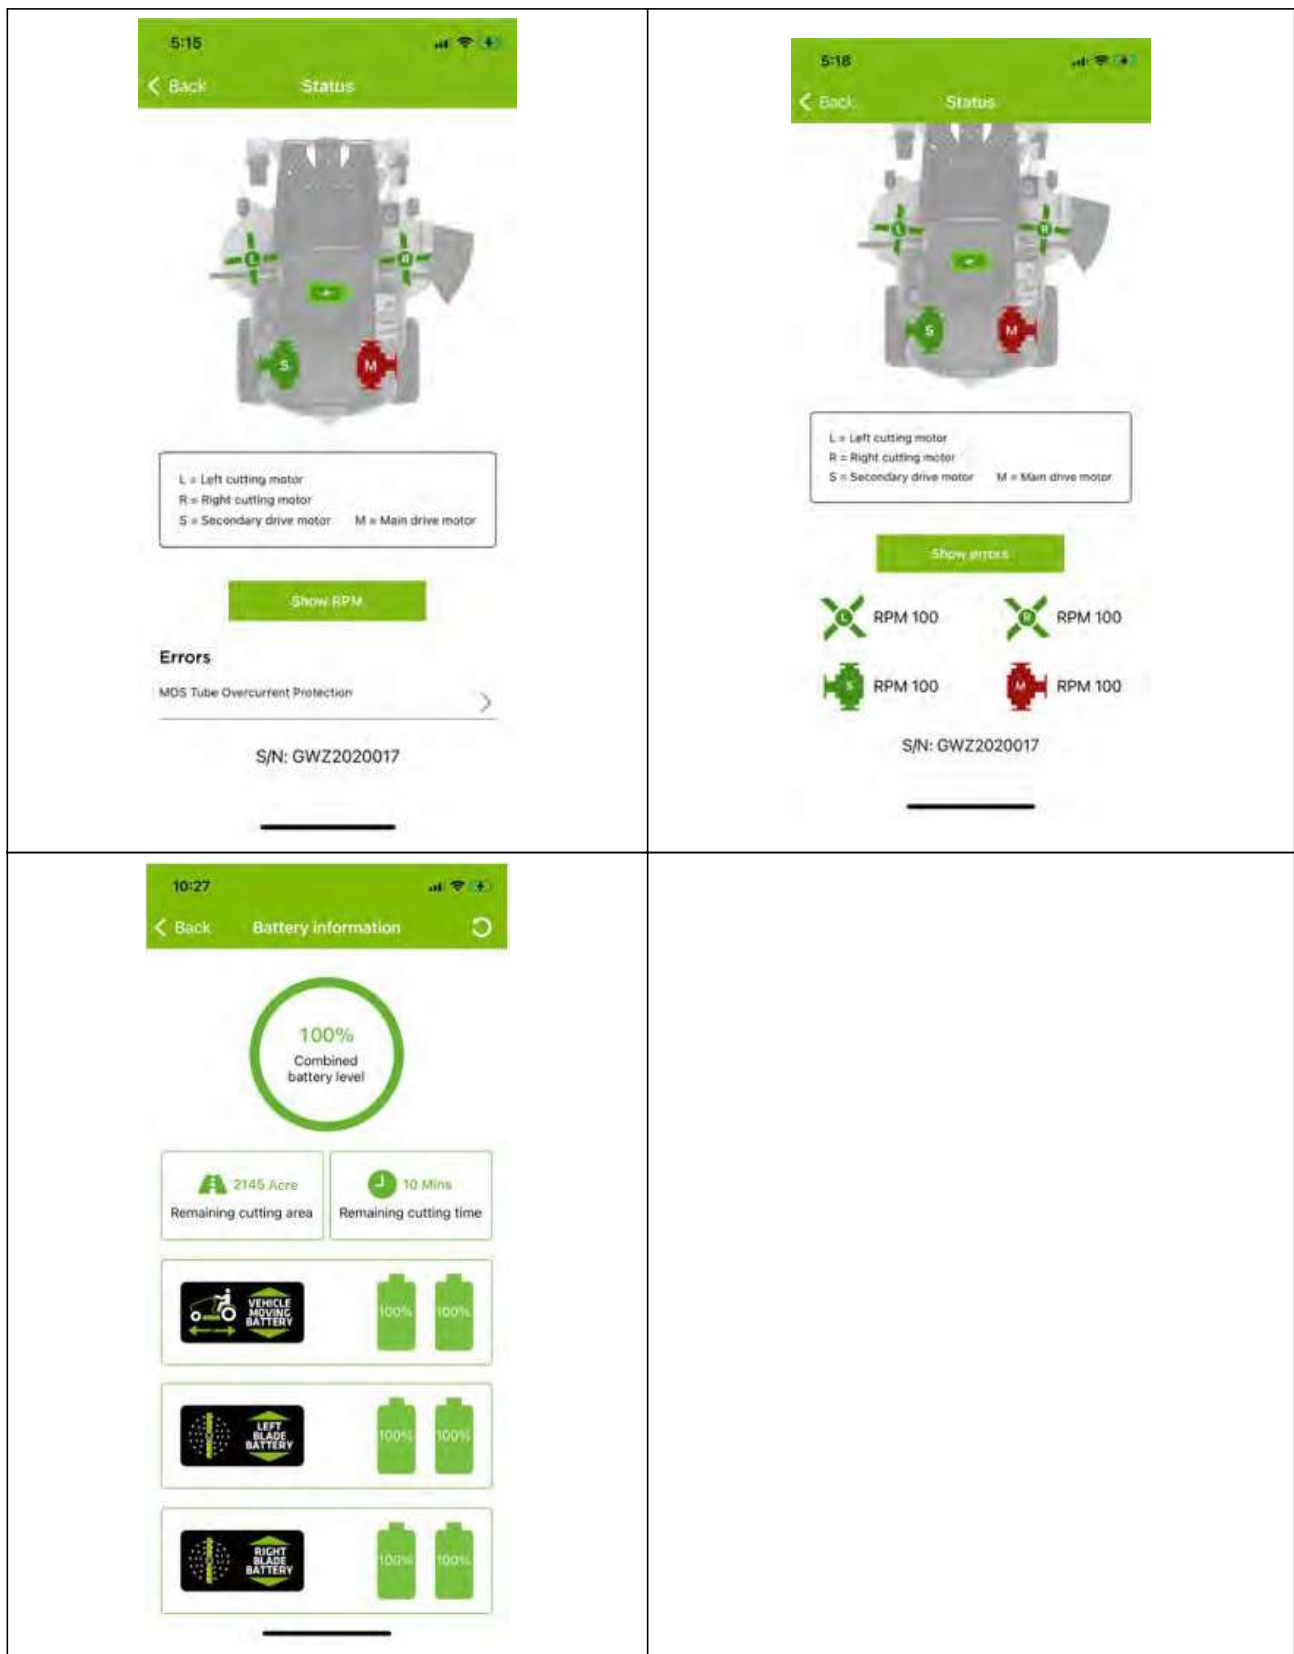 5:15
Back Status
L
R
S
M
L = Left cutting motor
R = Right cutting motor
S = Secondary drive motor M = Main drive motor
Show RPM
Errors
MOS Tube Overcurrent Protection
S/N: GWZ2020017
5:18
Back Status
L
R
S
M
L = Left cutting motor
R = Right cutting motor
S = Secondary drive motor M = Main drive motor
Show errors
L RPM 100 R RPM 100
S RPM 100 M RPM 100
S/N: GWZ2020017
10:27
Back Battery information
100%
Combined
battery level
2145 Acre
Remaining cutting area
10 Mins
Remaining cutting time
VEHICLE
MOVING
BATTERY
100% 100%
LEFT
BLADE
BATTERY
100% 100%
RIGHT
BLADE
BATTERY
100% 100%